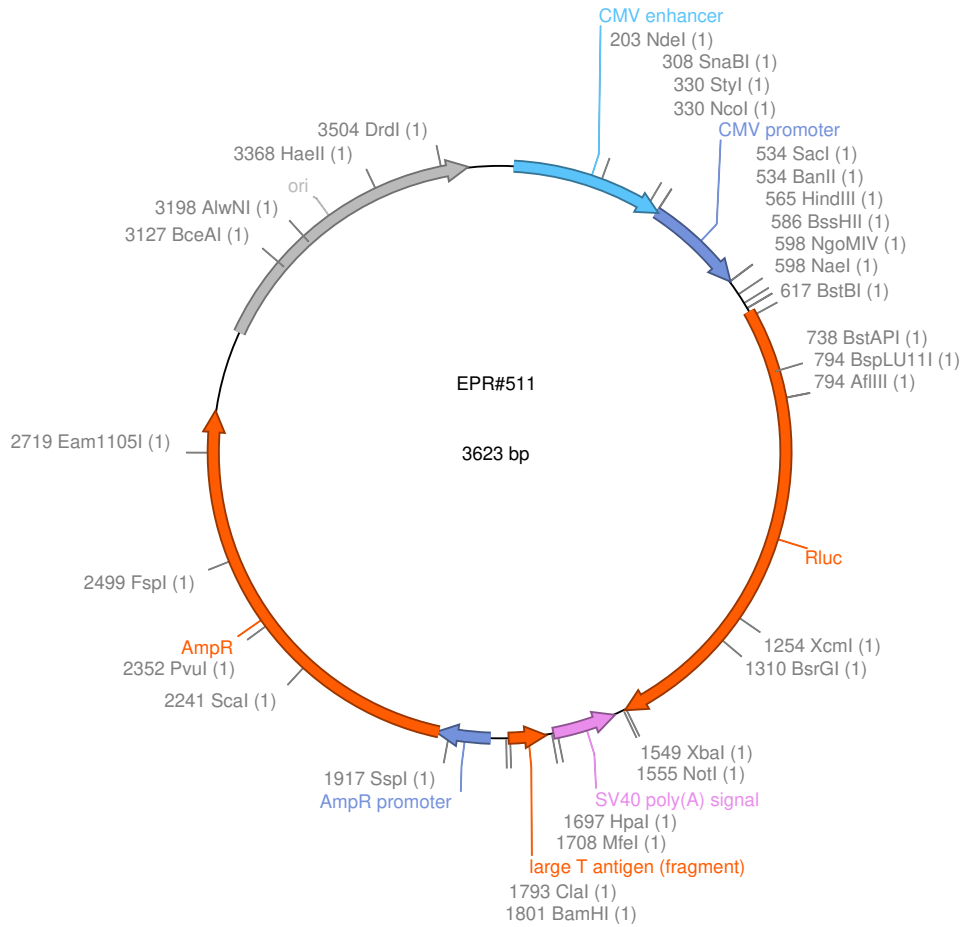 CMV enhancer
203 NdeI (1)
308 SnaBI (1)
330 StyI (1)
330 NcoI (1)
CMV promoter
534 SacI (1)
534 BanII (1)
565 HindIII (1)
586 BssHII (1)
598 NgoMIV (1)
598 NaeI (1)
617 BstBI (1)
738 BstAPI (1)
794 BspLU11I (1)
794 AflIII (1)
Rluc
1254 XcmI (1)
1310 BsrGI (1)
1549 XbaI (1)
1555 NotI (1)
SV40 poly(A) signal
1697 HpaI (1)
1708 MfeI (1)
large T antigen (fragment)
1793 ClaI (1)
1801 BamHI (1)
AmpR promoter
1917 SspI (1)
2241 ScaI (1)
2352 PvuI (1)
AmpR
2499 FspI (1)
2719 Eam1105I (1)
3127 BceAI (1)
3198 AlwNI (1)
ori
3368 HaeII (1)
3504 DrdI (1)
EPR#511
3623 bp